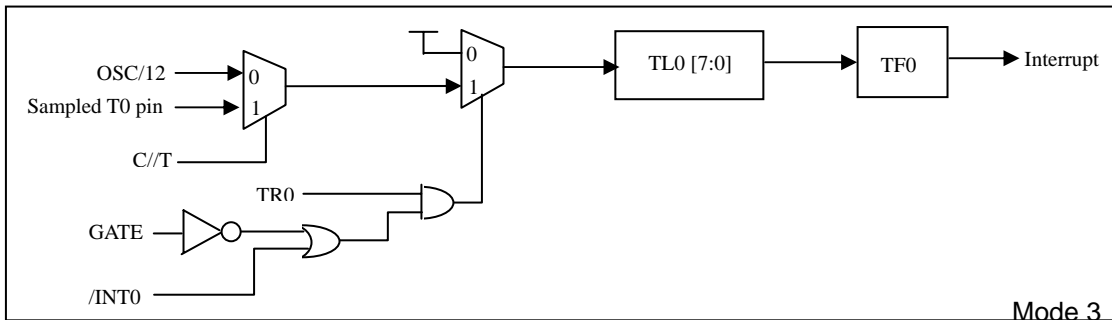 OSC/12
Sampled T0 pin
C//T
0
1
0
1
TL0 [7:0]
TF0
Interrupt
TR0
GATE
/INT0
Mode 3